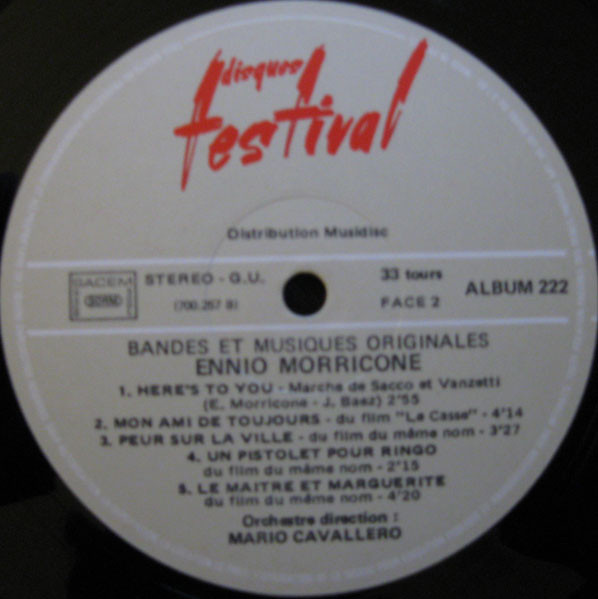 disques
festival
Distribution Musidisc
SACEM
STEREO - G.U.
33 tours
(700.257 B)
FACE 2
ALBUM 222
BANDES ET MUSIQUES ORIGINALES
ENNIO MORRICONE
1. HERE'S TO YOU - Marche de Sacco et Vanzetti
(E. Morricone - J. Baez) 2'55
2. MON AMI DE TOUJOURS - du film "Le Casse" - 4'14
3. PEUR SUR LA VILLE - du film du même nom - 3'27
4. UN PISTOLET POUR RINGO
du film du même nom - 2'15
5. LE MAITRE ET MARGUERITE
du film du même nom - 4'20
Orchestre direction :
MARIO CAVALLERO